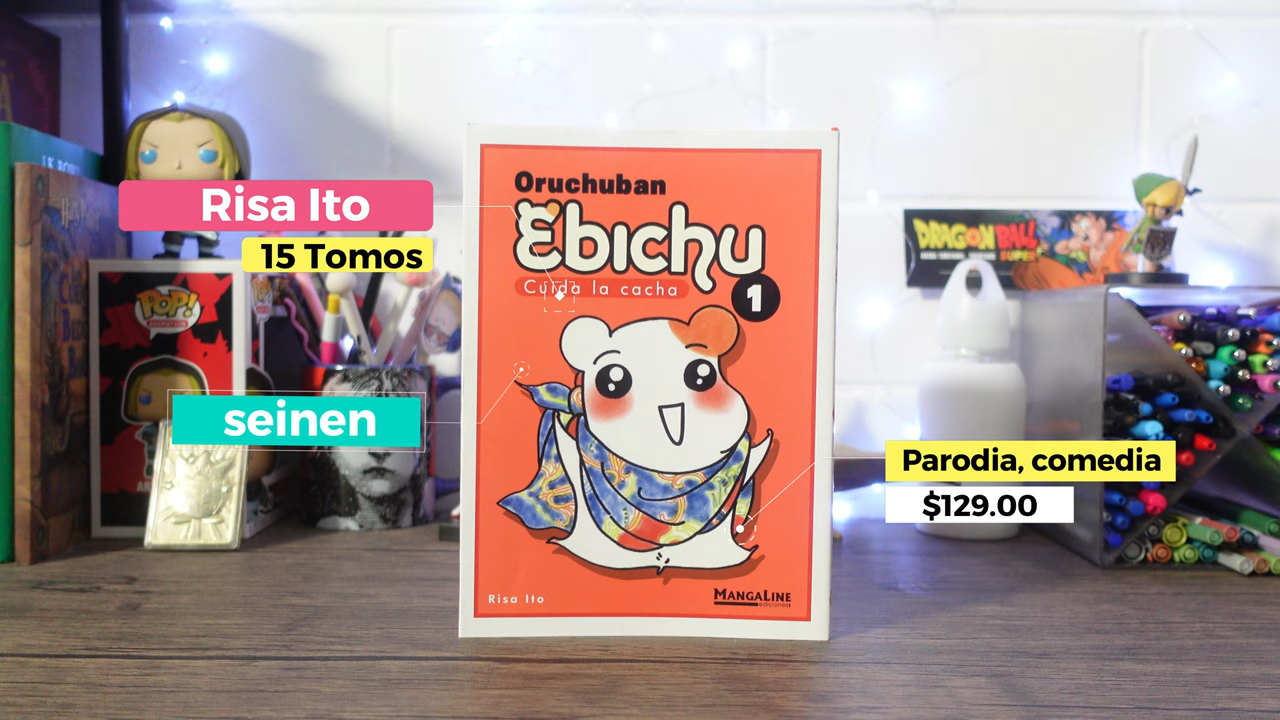 Risa Ito
15 Tomos
seinen
Oruchuban
Ebichu
Cuida la cacha
1
Risa Ito
MANGALINE
ediciones
Parodia, comedia
$129.00
DRAGON BALL
SUPER
POP!
ANIMATION